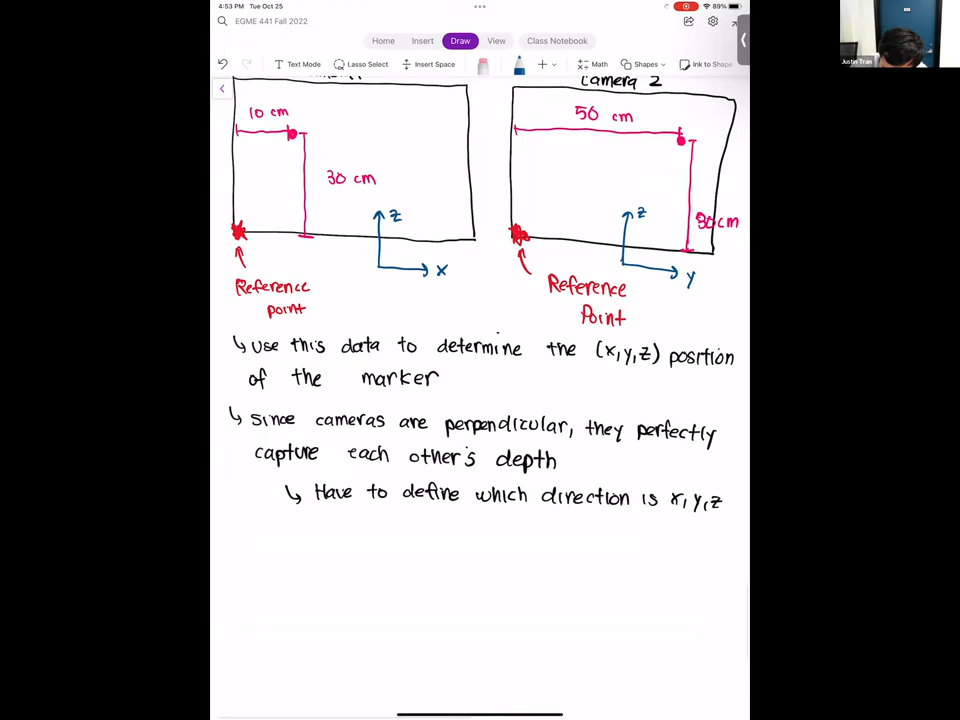 4:53 PM Tue Oct 25
89%
EGME 441 Fall 2022
Home Insert Draw View Class Notebook
Text Mode Lasso Select Insert Space Math Shapes Ink to Shape
Justin Tran
Camera 2
10 cm
30 cm
50 cm
30 cm
z
x
z
y
Reference
point
Reference
Point
↳ use this data to determine the (x,y,z) position
of the marker
↳ since cameras are perpendicular, they perfectly
capture each other's depth
↳ Have to define which direction is x,y,z